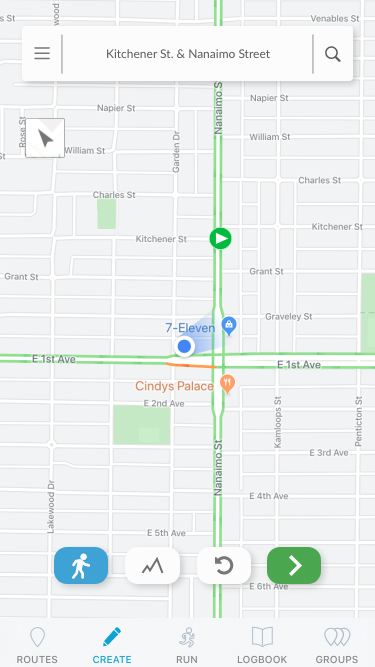 wood
Venables St
Kitchener St. & Nanaimo Street
Napier St
Napier St
Nanaimo S
Rose St
William St
William St
Garden Dr
Charles St
Charles St
Kitchener St
Kitchener St
Grant St
Grant St
Graveley St
7-Eleven
E 1st Ave
E 1st Ave
Cindys Palace
E 2nd Ave
Kamloops St
Penticton St
Nanaimo St
E 3rd Ave
Lakewood Dr
E 4th Ave
E 5th Ave
E 6th Ave
ROUTES
CREATE
RUN
LOGBOOK
GROUPS